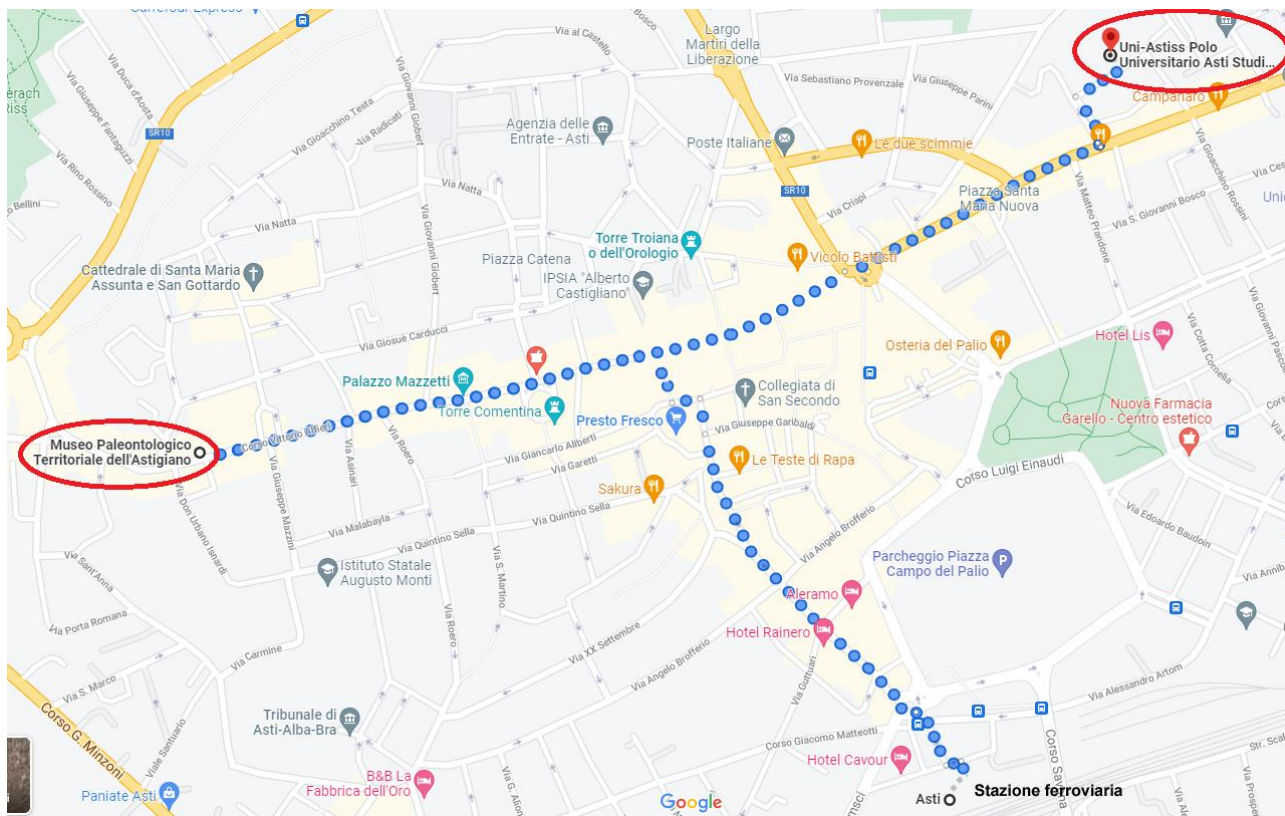 Carrefour Express
Via al Castello
Largo
Martiri della
Liberazione
Uni-Astiss Polo
Universitario Asti Studi...
Via Sebastiano Provenzale
Via Giuseppe Parini
Campanaro
Via Duca d'Aosta
Via Giuseppe Fantaguzzi
Via Gioacchino Testa
Via Radicati
Via Giovanni Giobert
SR10
Via Rino Rossino
Agenzia delle
Entrate - Asti
Poste Italiane
Le due scimmie
SR10
Via Crispi
Piazza Santa
Maria Nuova
Via Gioacchino Rossini
Via Matteo Prandone
Via S. Giovanni Bosco
Via Natta
Via Natta
Via Giovanni Giobert
Torre Troiana
o dell'Orologio
Piazza Catena
IPSIA "Alberto
Castigliano"
Vicolo Battisti
Cattedrale di Santa Maria
Assunta e San Gottardo
Via Giosuè Carducci
Osteria del Palio
Hotel Lis
Via Cotta Cornelia
Via Giovanni Pascoli
Palazzo Mazzetti
Torre Comentina
Collegiata di
San Secondo
Presto Fresco
Via Giuseppe Garibaldi
Nuova Farmacia
Garello - Centro estetico
Museo Paleontologico
Territoriale dell'Astigiano
Corso Vittorio Alfieri
Via Giancarlo Aliberti
Via Garetti
Le Teste di Rapa
Sakura
Corso Luigi Einaudi
Via Asinari
Via Roero
Via Giuseppe Mazzini
Via Don Urbano Isnardi
Via Malabayla
Via Quintino Sella
Via Quintino Sella
Via Angelo Brofferio
Via Edoardo Baudoin
Istituto Statale
Augusto Monti
Via S. Martino
Parcheggio Piazza
Campo del Palio
Via Sant'Anna
Via Porta Romana
Aleramo
Hotel Rainero
Via Carmine
Via Roero
Via XX Settembre
Via Angelo Brofferio
Via Guttuari
Via S. Marco
Via Alessandro Artom
Tribunale di
Asti-Alba-Bra
Corso G. Minzoni
Viale Santuario
Corso Giacomo Matteotti
Hotel Cavour
B&B La
Fabbrica dell'Oro
Paniate Asti
Google
Asti
Stazione ferroviaria